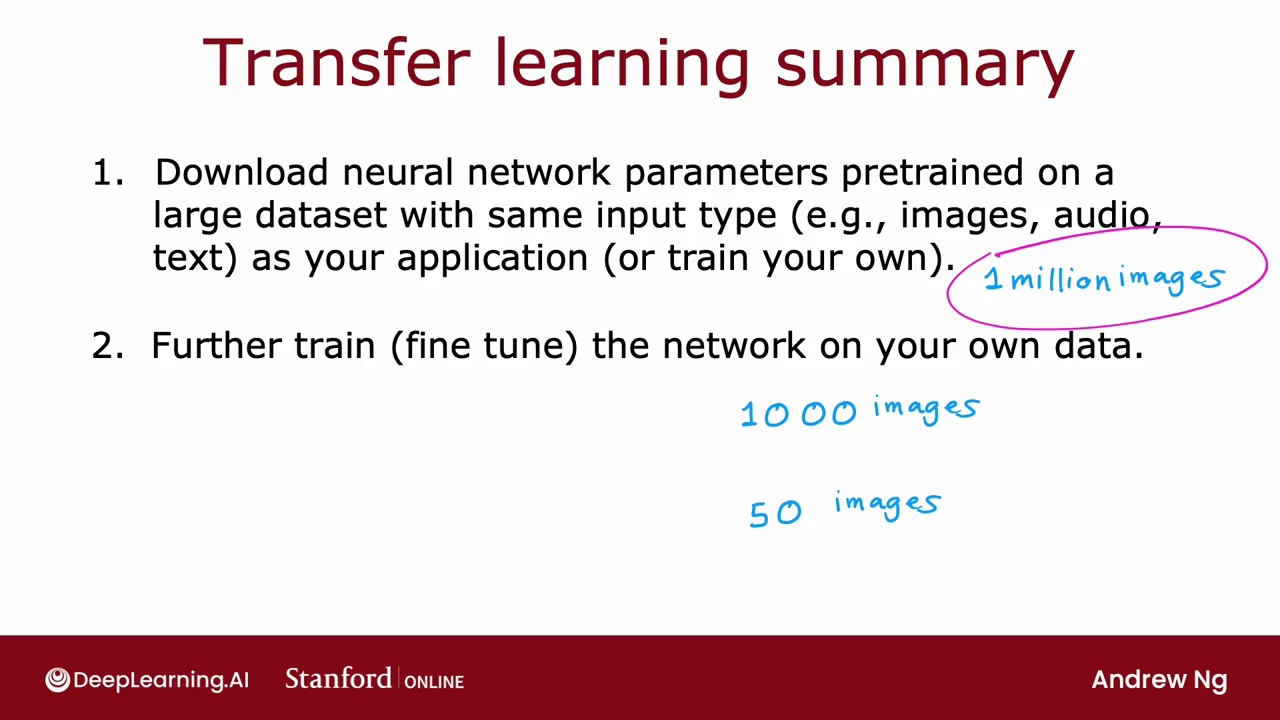 Transfer learning summary
1. Download neural network parameters pretrained on a
large dataset with same input type (e.g., images, audio,
text) as your application (or train your own).
1 million images
2. Further train (fine tune) the network on your own data.
1000 images
50 images
DeepLearning.AI Stanford ONLINE Andrew Ng